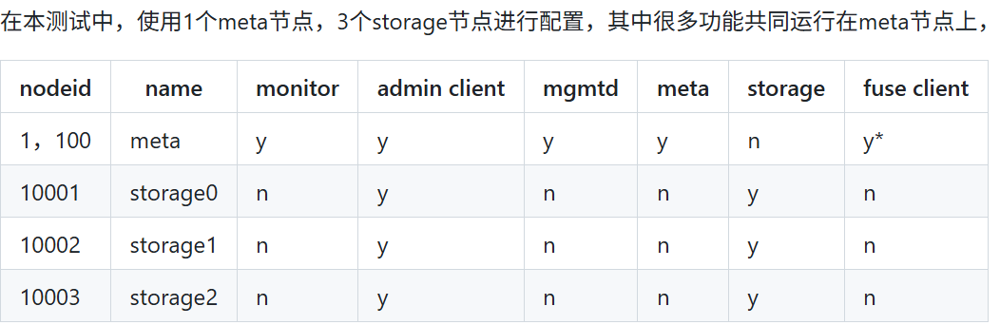 在本测试中，使用1个meta节点，3个storage节点进行配置，其中很多功能共同运行在meta节点上，
nodeid name monitor admin client mgmtd meta storage fuse client
1，100 meta y y y y n y*
10001 storage0 n y n n y n
10002 storage1 n y n n y n
10003 storage2 n y n n y n